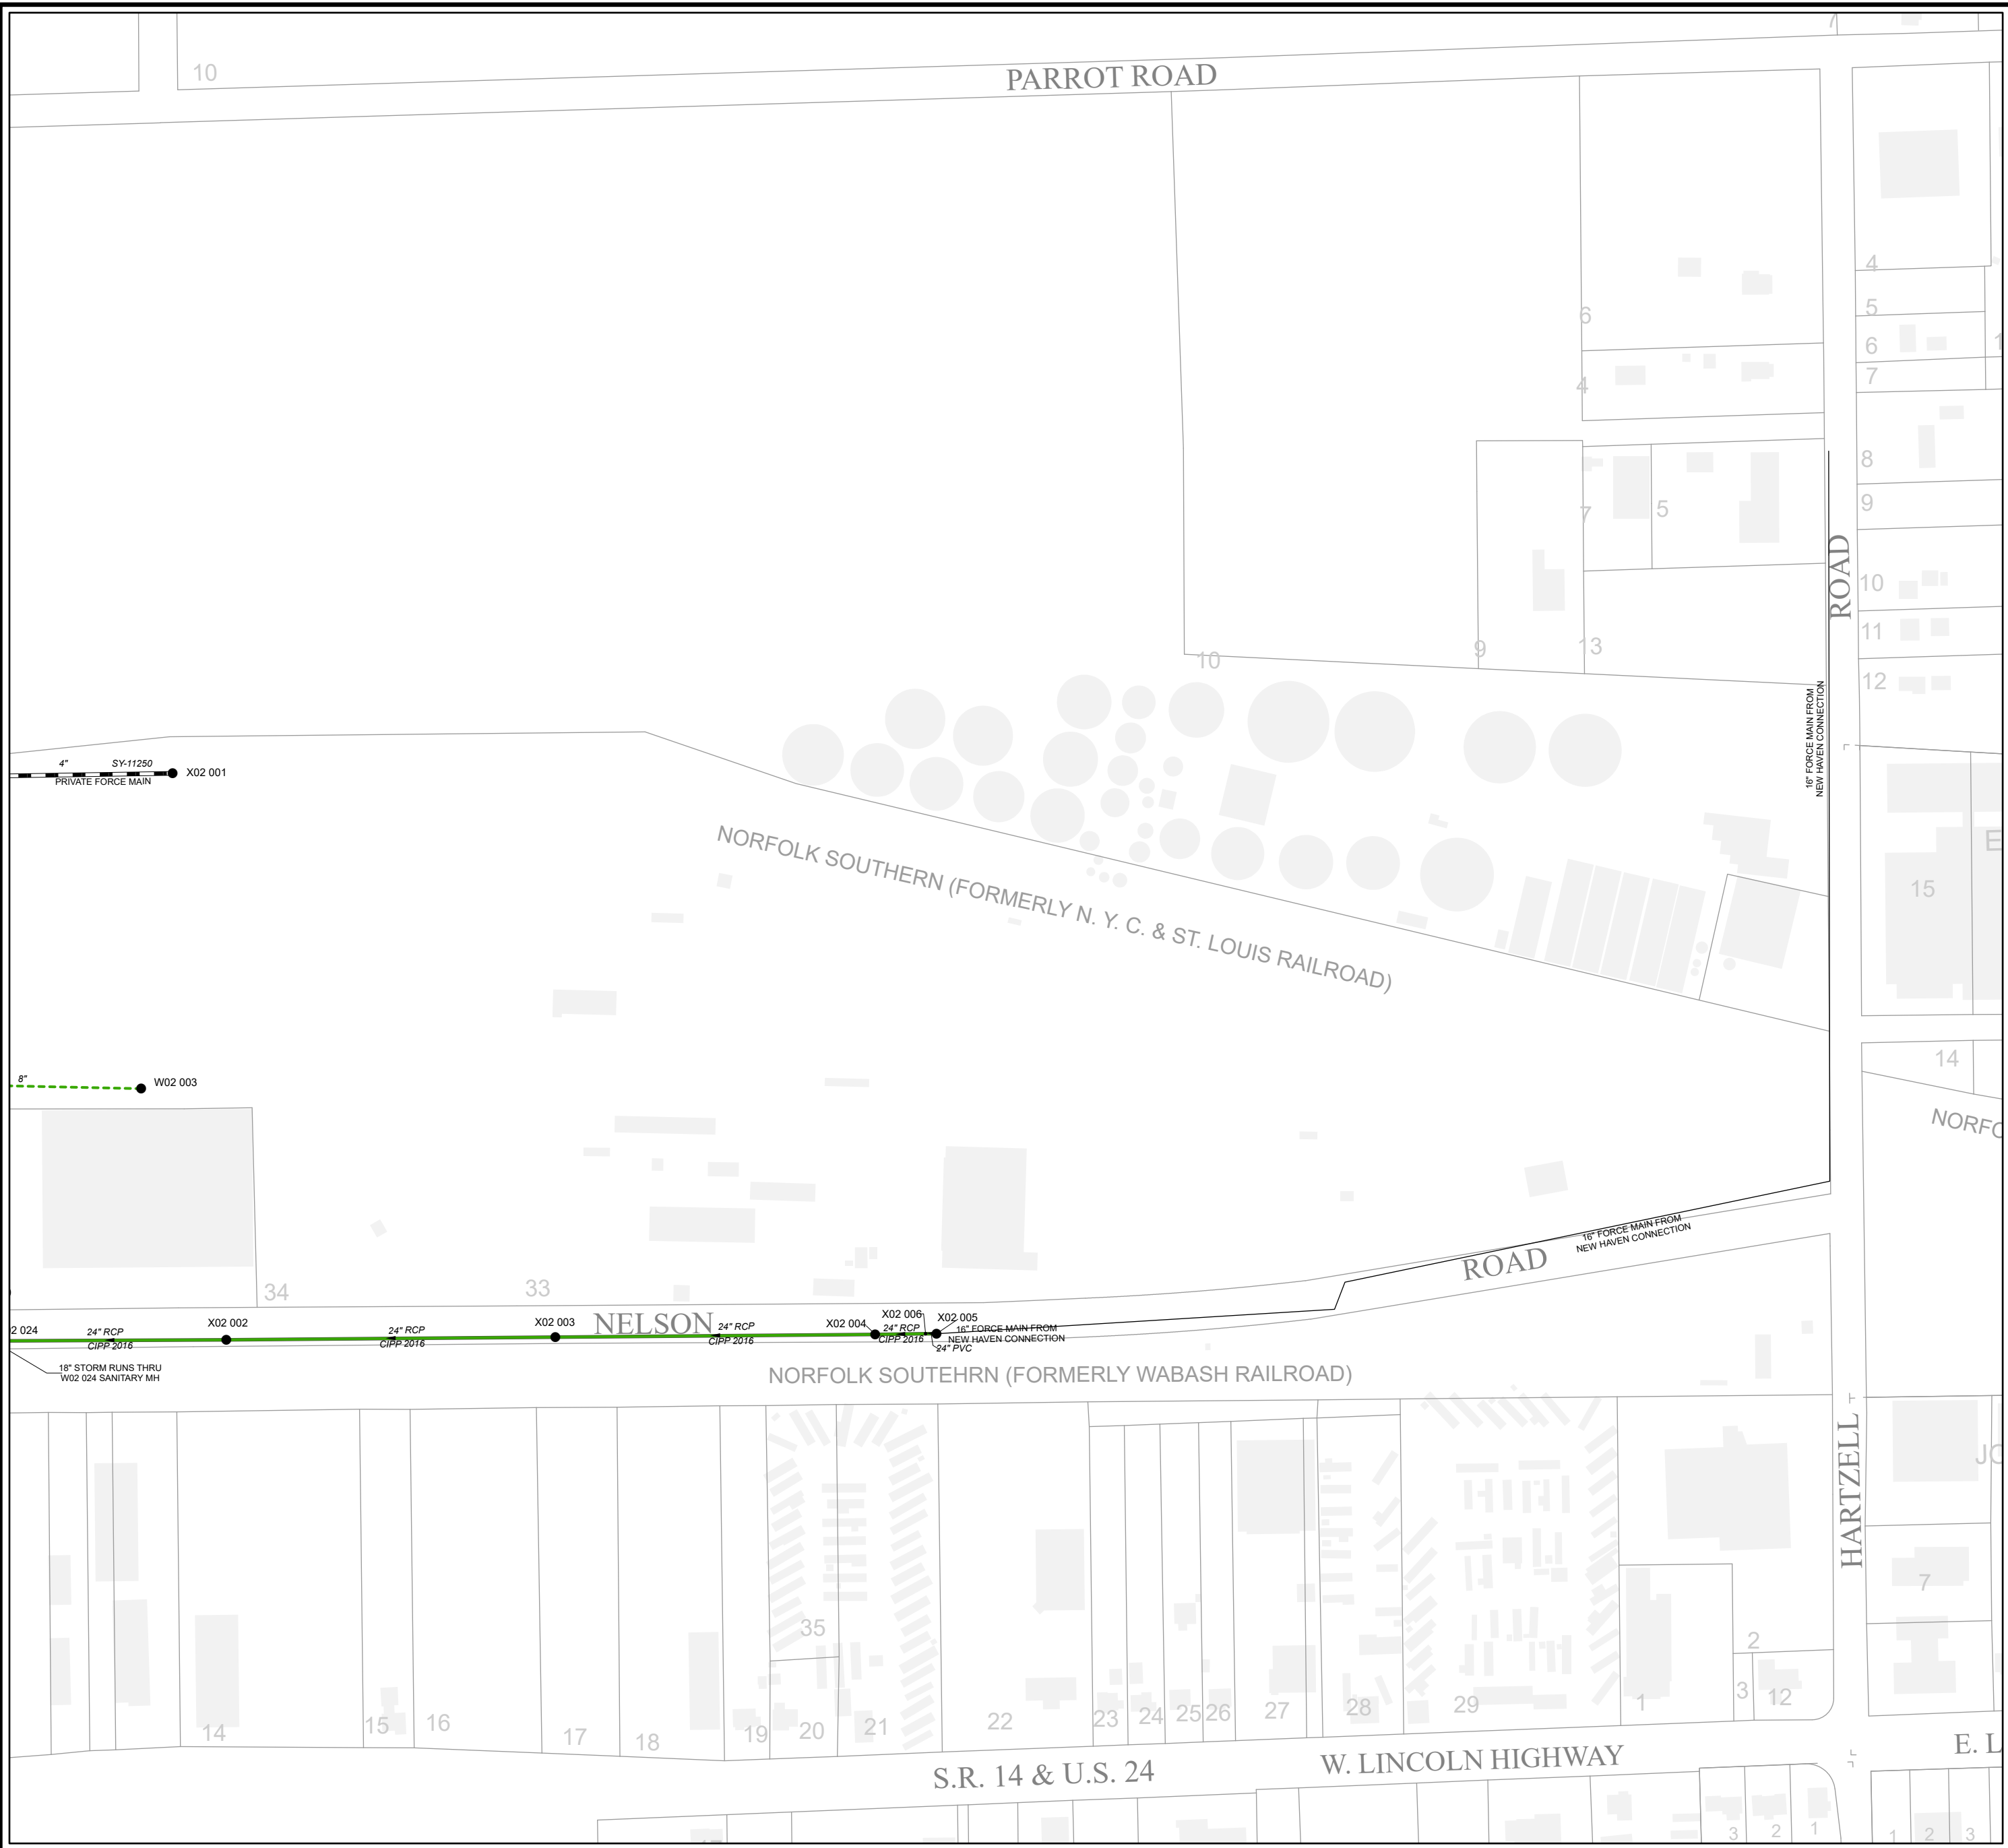 7
10
PARROT ROAD
4
6
5
6
4
7
8
7
5
9
ROAD
10
11
9
13
10
12
16" FORCE MAIN FROM
NEW HAVEN CONNECTION
4" SY-11250
PRIVATE FORCE MAIN
X02 001
NORFOLK SOUTHERN (FORMERLY N. Y. C. & ST. LOUIS RAILROAD)
E
15
14
8"
W02 003
NORFO
16" FORCE MAIN FROM
NEW HAVEN CONNECTION
ROAD
34
33
NELSON
2 024
24" RCP
CIPP 2016
X02 002
24" RCP
CIPP 2016
X02 003
24" RCP
CIPP 2016
X02 004
X02 006
24" RCP
CIPP 2016
X02 005
16" FORCE MAIN FROM
NEW HAVEN CONNECTION
24" PVC
18" STORM RUNS THRU
W02 024 SANITARY MH
NORFOLK SOUTEHRN (FORMERLY WABASH RAILROAD)
HARTZELL
JO
7
35
2
14
15
16
17
18
19
20
21
22
23
24
25
26
27
28
29
1
3
12
S.R. 14 & U.S. 24
W. LINCOLN HIGHWAY
E. L
3
2
1
1
2
3